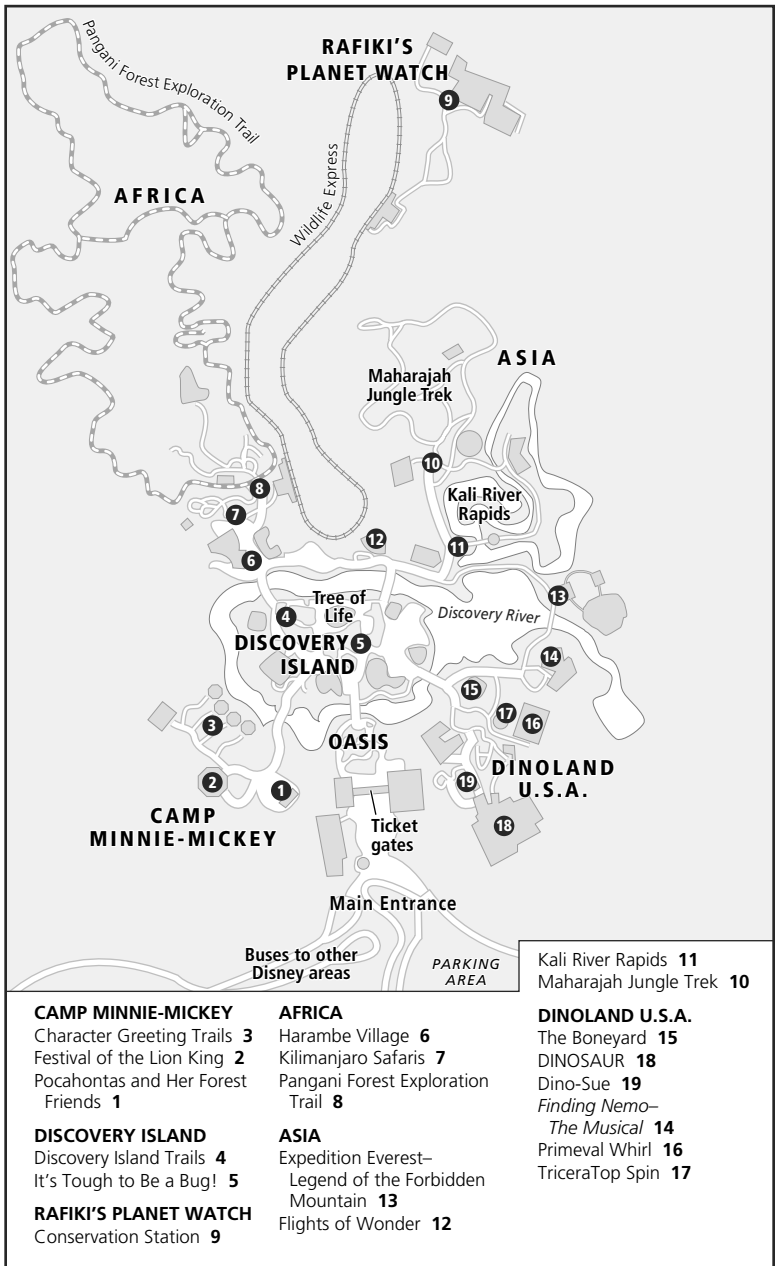 RAFIKI'S
PLANET WATCH
9
Pangani Forest Exploration Trail
AFRICA
Wildlife Express
ASIA
Maharajah
Jungle Trek
10
Kali River
Rapids
8
7
12
11
6
13
Tree of
Life
4
Discovery River
DISCOVERY
ISLAND
5
14
15
17
16
3
OASIS
DINOLAND
U.S.A.
2
1
19
CAMP
MINNIE-MICKEY
Ticket
gates
18
Main Entrance
Buses to other
Disney areas
PARKING
AREA
CAMP MINNIE-MICKEY
Character Greeting Trails 3
Festival of the Lion King 2
Pocahontas and Her Forest
Friends 1
DISCOVERY ISLAND
Discovery Island Trails 4
It's Tough to Be a Bug! 5
RAFIKI'S PLANET WATCH
Conservation Station 9
AFRICA
Harambe Village 6
Kilimanjaro Safaris 7
Pangani Forest Exploration
Trail 8
ASIA
Expedition Everest–
Legend of the Forbidden
Mountain 13
Flights of Wonder 12
Kali River Rapids 11
Maharajah Jungle Trek 10
DINOLAND U.S.A.
The Boneyard 15
DINOSAUR 18
Dino-Sue 19
Finding Nemo–
The Musical 14
Primeval Whirl 16
TriceraTop Spin 17